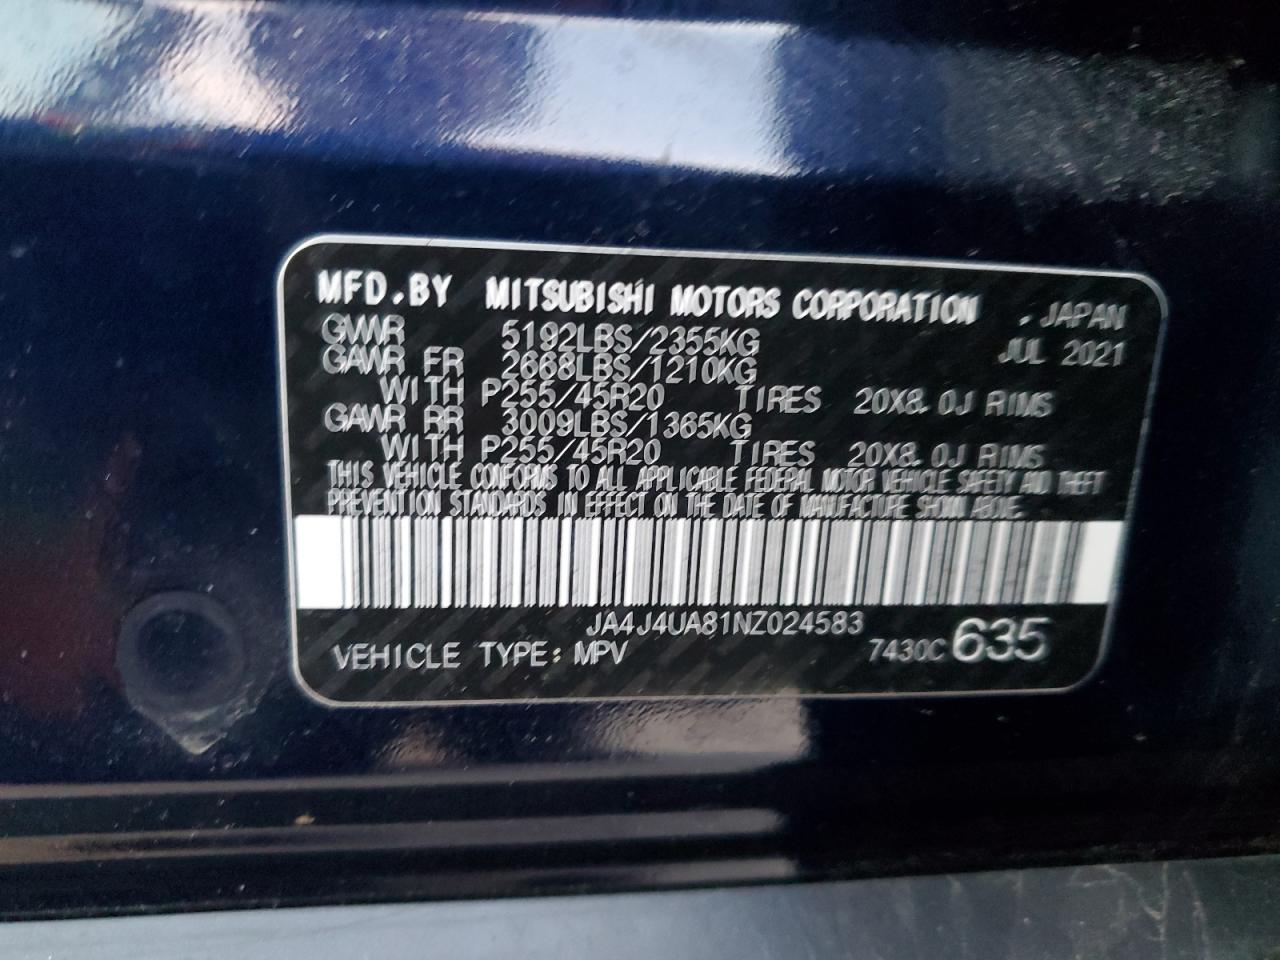 MFD.BY MITSUBISHI MOTORS CORPORATION . JAPAN
GVWR 5192LBS/2355KG JUL 2021
GAWR FR 2668LBS/1210KG
WITH P255/45R20 TIRES 20X8.0J RIMS
GAWR RR 3009LBS/1365KG
WITH P255/45R20 TIRES 20X8.0J RIMS
THIS VEHICLE CONFORMS TO ALL APPLICABLE FEDERAL MOTOR VEHICLE SAFETY AND THEFT
PREVENTION STANDARDS IN EFFECT ON THE DATE OF MANUFACTURE SHOWN ABOVE.
JA4J4UA81NZ024583
VEHICLE TYPE: MPV 7430C 635